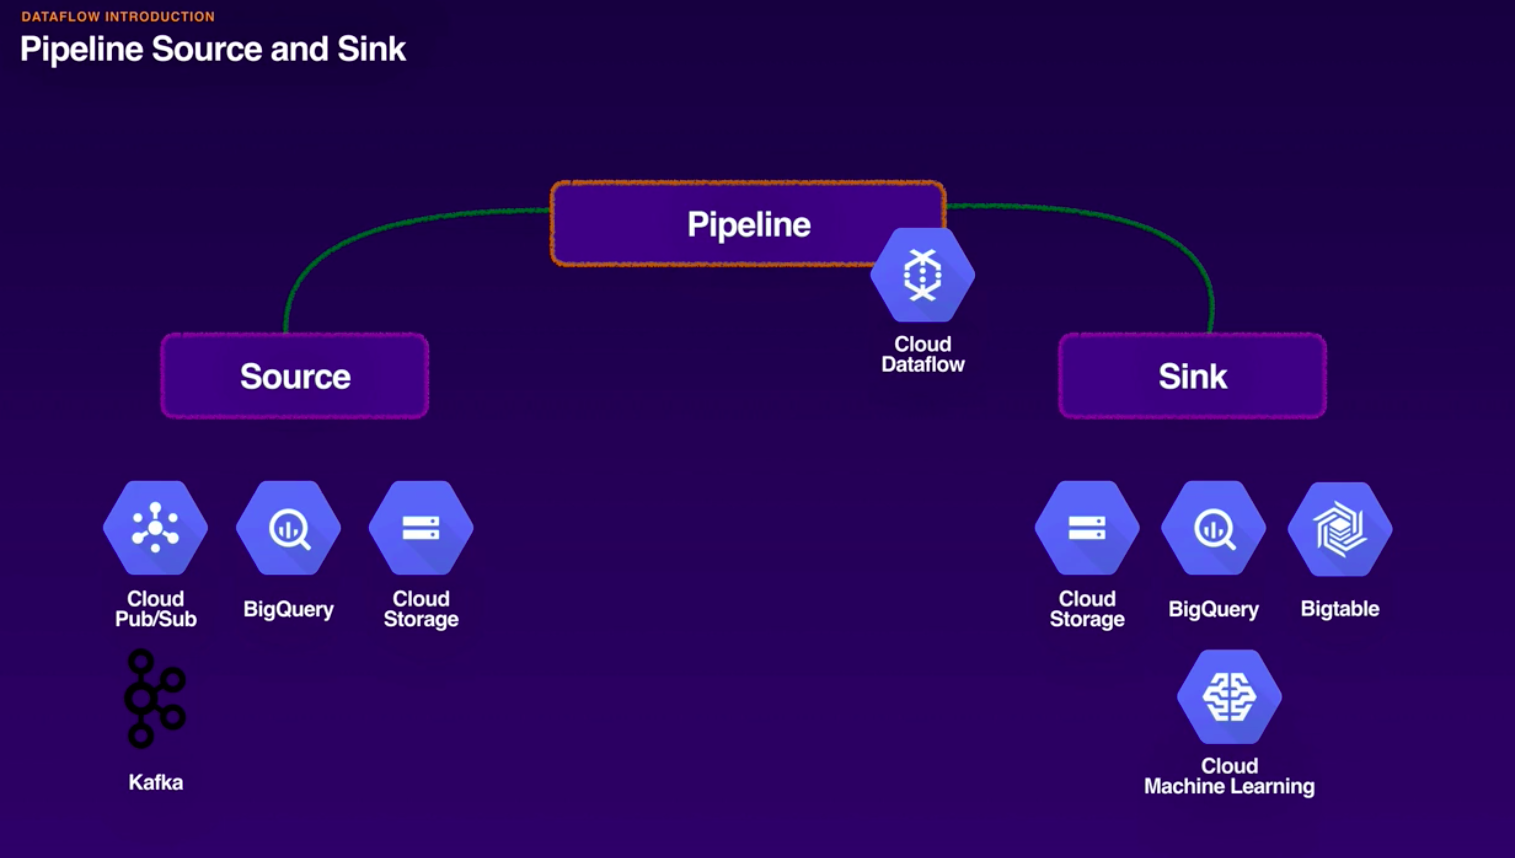 DATAFLOW INTRODUCTION
Pipeline Source and Sink
Pipeline
Cloud
Dataflow
Source
Sink
Cloud
Pub/Sub
BigQuery
Cloud
Storage
Kafka
Cloud
Storage
BigQuery
Bigtable
Cloud
Machine Learning